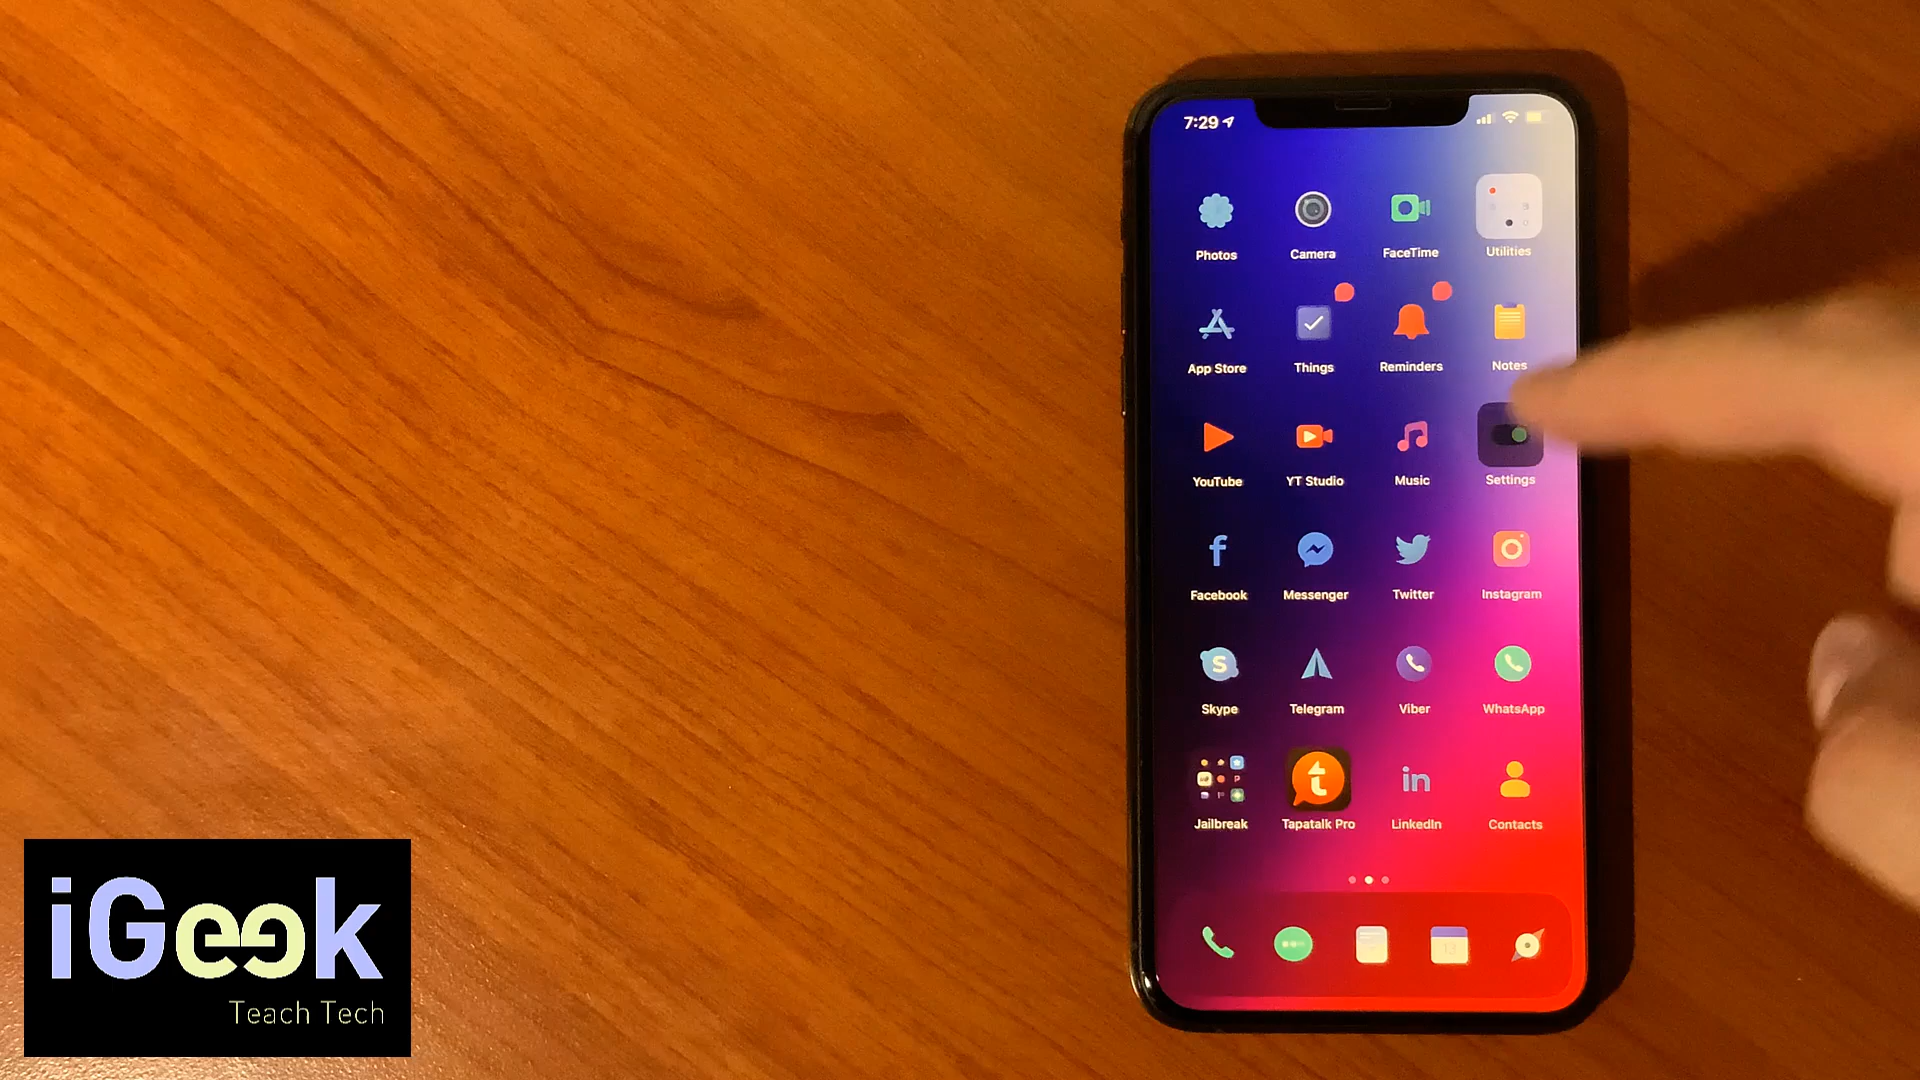 7:29
Photos
Camera
FaceTime
Utilities
App Store
Things
Reminders
Notes
YouTube
YT Studio
Music
Settings
Facebook
Messenger
Twitter
Instagram
Skype
Telegram
Viber
WhatsApp
Jailbreak
Tapatalk Pro
LinkedIn
Contacts
iGeek
Teach Tech